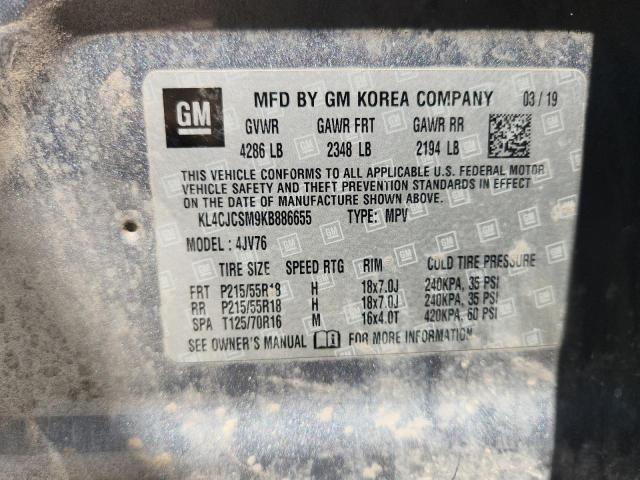 GM MFD BY GM KOREA COMPANY 03/19
GVWR GAWR FRT GAWR RR
4286 LB 2348 LB 2194 LB
THIS VEHICLE CONFORMS TO ALL APPLICABLE U.S. FEDERAL MOTOR
VEHICLE SAFETY AND THEFT PREVENTION STANDARDS IN EFFECT
ON THE DATE OF MANUFACTURE SHOWN ABOVE.
KL4CJCSM9KB886655 TYPE: MPV
MODEL: 4JV76
TIRE SIZE SPEED RTG RIM COLD TIRE PRESSURE
FRT P215/55R18 H 18x7.0J 240KPA, 35 PSI
RR P215/55R18 H 18x7.0J 240KPA, 35 PSI
SPA T125/70R16 M 16x4.0T 420KPA, 60 PSI
SEE OWNER'S MANUAL FOR MORE INFORMATION